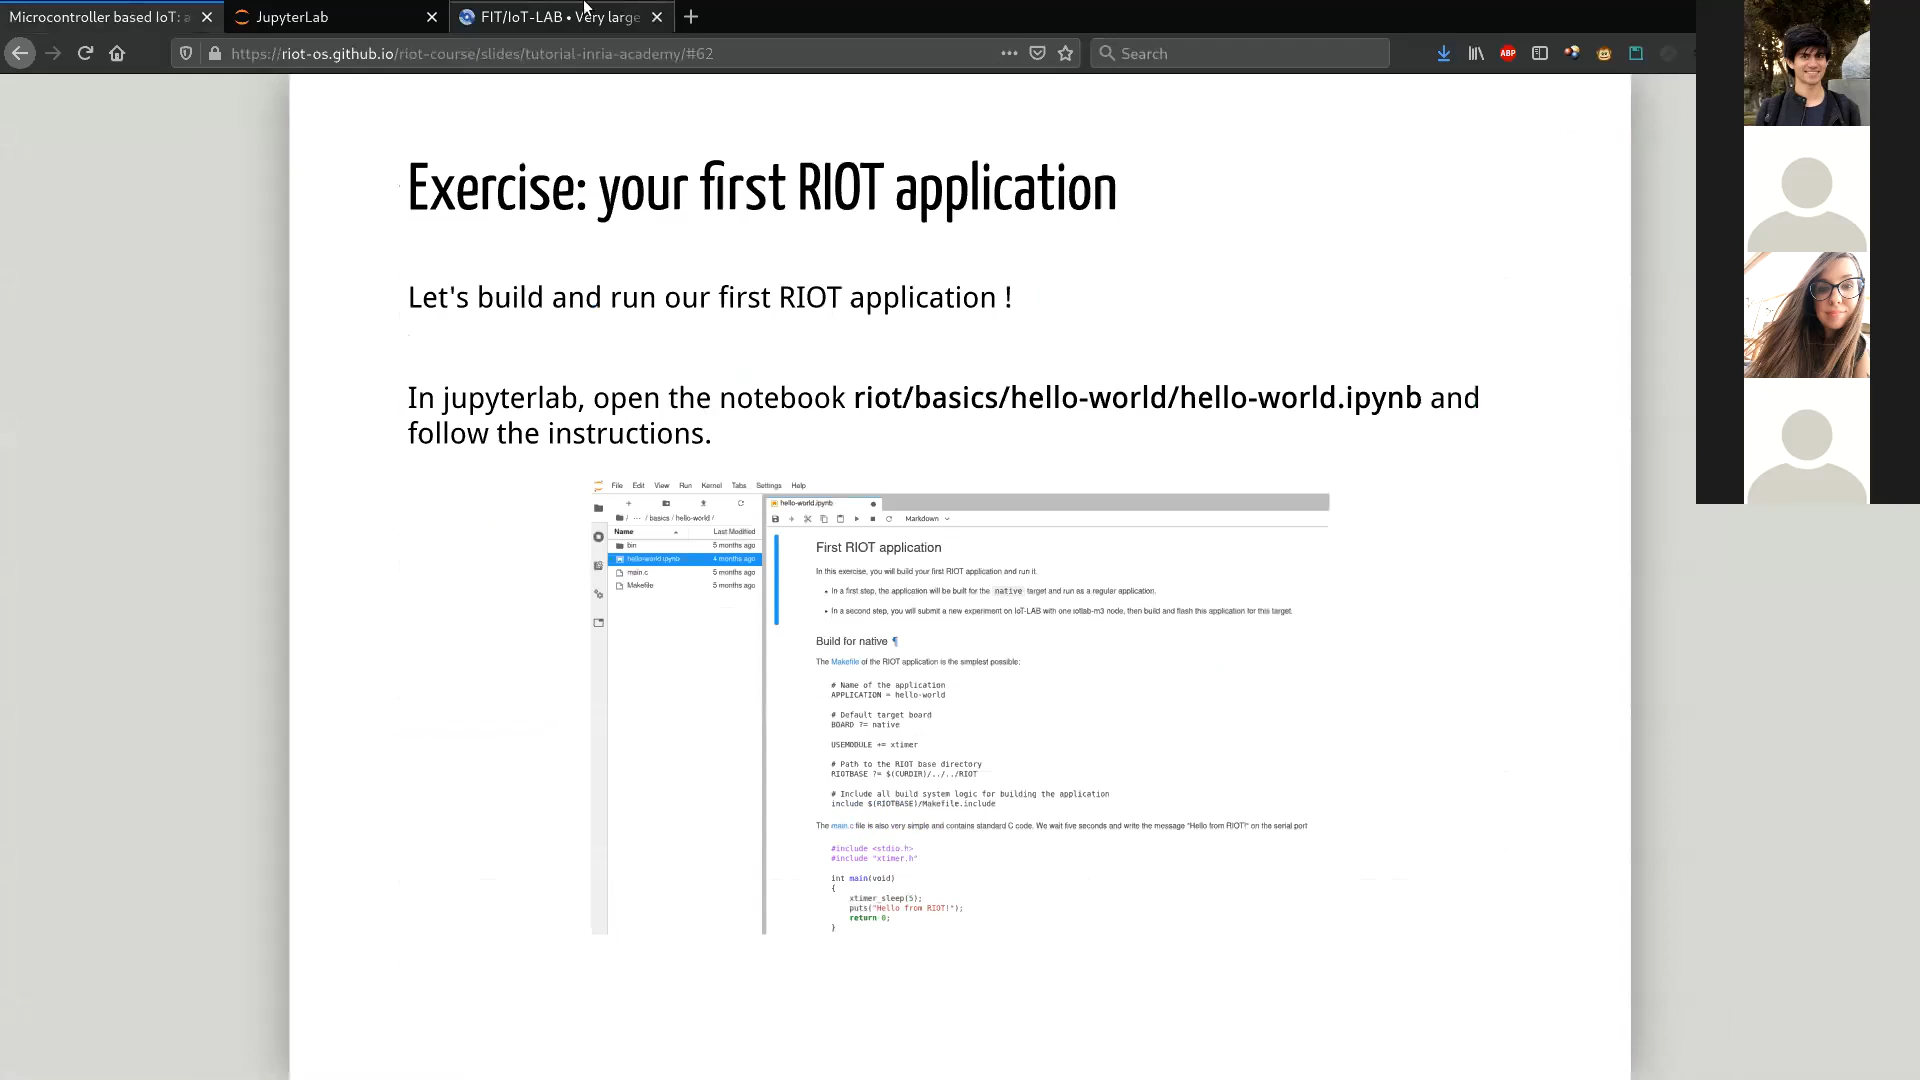 Microcontroller based IoT: a
JupyterLab
FIT/IoT-LAB • Very large
https://riot-os.github.io/riot-course/slides/tutorial-inria-academy/#62
Search
ABP
Exercise: your first RIOT application
Let's build and run our first RIOT application !
In jupyterlab, open the notebook riot/basics/hello-world/hello-world.ipynb and
follow the instructions.
File Edit View Run Kernel Tabs Settings Help
hello-world.ipynb
/ ··· / basics / hello-world /
Markdown
Name Last Modified
bin 5 months ago
hello-world.ipynb 4 months ago
main.c 5 months ago
Makefile 5 months ago
First RIOT application
In this exercise, you will build your first RIOT application and run it.
• In a first step, the application will be built for the native target and run as a regular application.
• In a second step, you will submit a new experiment on IoT-LAB with one iotlab-m3 node, then build and flash this application for this target.
Build for native ¶
The Makefile of the RIOT application is the simplest possible:
# Name of the application
APPLICATION = hello-world
# Default target board
BOARD ?= native
USEMODULE += xtimer
# Path to the RIOT base directory
RIOTBASE ?= $(CURDIR)/../../RIOT
# Include all build system logic for building the application
include $(RIOTBASE)/Makefile.include
The main.c file is also very simple and contains standard C code. We wait five seconds and write the message "Hello from RIOT!" on the serial port
#include <stdio.h>
#include "xtimer.h"
int main(void)
{
xtimer_sleep(5);
puts("Hello from RIOT!");
return 0;
}